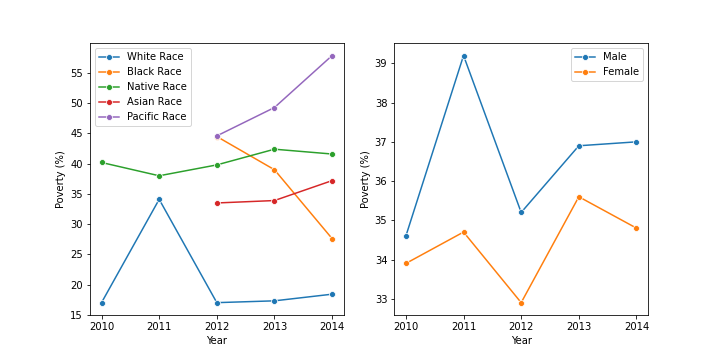 White Race
Black Race
Native Race
Asian Race
Pacific Race
55
50
45
40
35
30
25
20
15
Poverty (%)
2010 2011 2012 2013 2014
Year
Male
Female
39
38
37
36
35
34
33
Poverty (%)
2010 2011 2012 2013 2014
Year